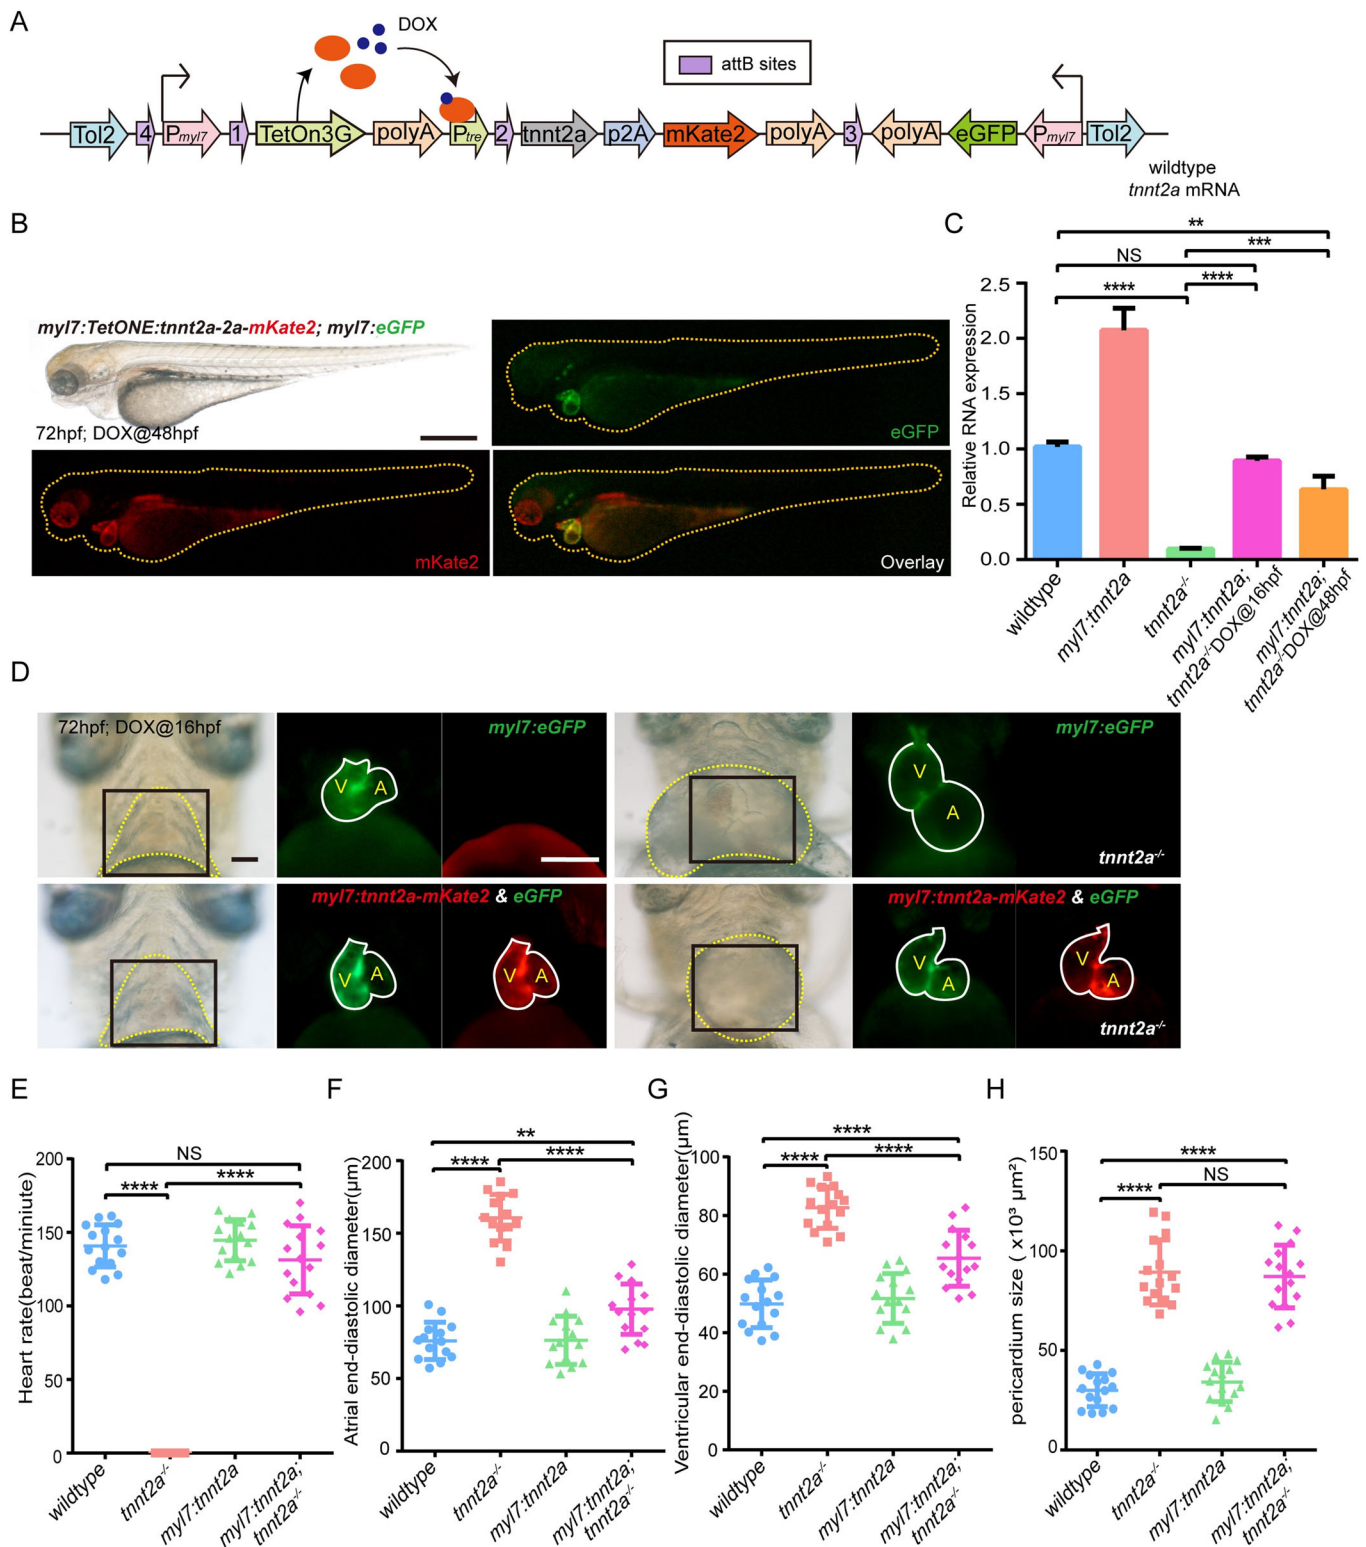 A
DOX
attB sites
Tol2 4 Pmyl7 1 TetOn3G polyA Ptre 2 tnnt2a p2A mKate2 polyA 3 polyA eGFP Pmyl7 Tol2
wildtype
tnnt2a mRNA
B
myl7:TetONE:tnnt2a-2a-mKate2; myl7:eGFP
72hpf; DOX@48hpf
eGFP
mKate2
Overlay
C
**
***
NS
****
****
Relative RNA expression
2.5
2.0
1.5
1.0
0.5
0.0
wildtype
myl7:tnnt2a
tnnt2a-/-
myl7:tnnt2a;
tnnt2a-/-DOX@16hpf
myl7:tnnt2a;
tnnt2a-/-DOX@48hpf
D
72hpf; DOX@16hpf
myl7:eGFP
V A
myl7:eGFP
V
A
tnnt2a-/-
myl7:tnnt2a-mKate2 & eGFP
V A
V A
myl7:tnnt2a-mKate2 & eGFP
V
A
V
A
tnnt2a-/-
E
NS
****
****
Heart rate(beat/miniute)
200
150
100
50
0
wildtype
tnnt2a-/-
myl7:tnnt2a
myl7:tnnt2a;
tnnt2a-/-
F
**
****
****
Atrial end-diastolic diameter(μm)
200
150
100
50
0
wildtype
tnnt2a-/-
myl7:tnnt2a
myl7:tnnt2a;
tnnt2a-/-
G
****
****
****
Ventricular end-diastolic diameter(μm)
100
80
60
40
20
0
wildtype
tnnt2a-/-
myl7:tnnt2a
myl7:tnnt2a;
tnnt2a-/-
H
****
NS
****
pericardium size ( x10³ μm²)
150
100
50
0
wildtype
tnnt2a-/-
myl7:tnnt2a
myl7:tnnt2a;
tnnt2a-/-